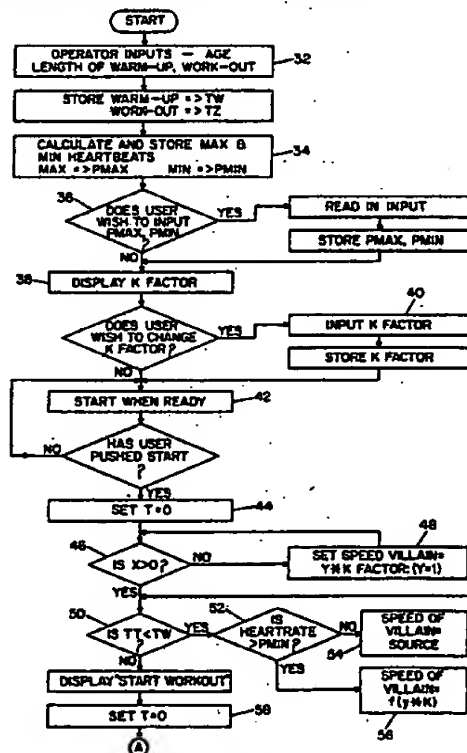 START
OPERATOR INPUTS — AGE
LENGTH OF WARM-UP, WORK-OUT
32
STORE WARM-UP =>TW
WORK-OUT =>TZ
CALCULATE AND STORE MAX &
MIN HEARTBEATS
MAX =>PMAX MIN =>PMIN
34
36
DOES USER
WISH TO INPUT
PMAX, PMIN
?
YES
READ IN INPUT
STORE PMAX, PMIN
NO
38
DISPLAY K FACTOR
40
DOES USER
WISH TO CHANGE
K FACTOR?
YES
INPUT K FACTOR
STORE K FACTOR
NO
START WHEN READY
42
NO
HAS USER
PUSHED START
?
YES
SET T=0
44
46
IS X>0?
NO
48
SET SPEED VILLAIN=
Y*K FACTOR:(Y=1)
YES
50
IS TT<TW
?
YES
52
IS
HEARTRATE
>PMIN?
NO
SPEED OF
VILLAIN=
SOURCE
54
NO
YES
DISPLAY"START WORKOUT"
SPEED OF
VILLAIN=
f(y*K)
56
SET T=0
58
A